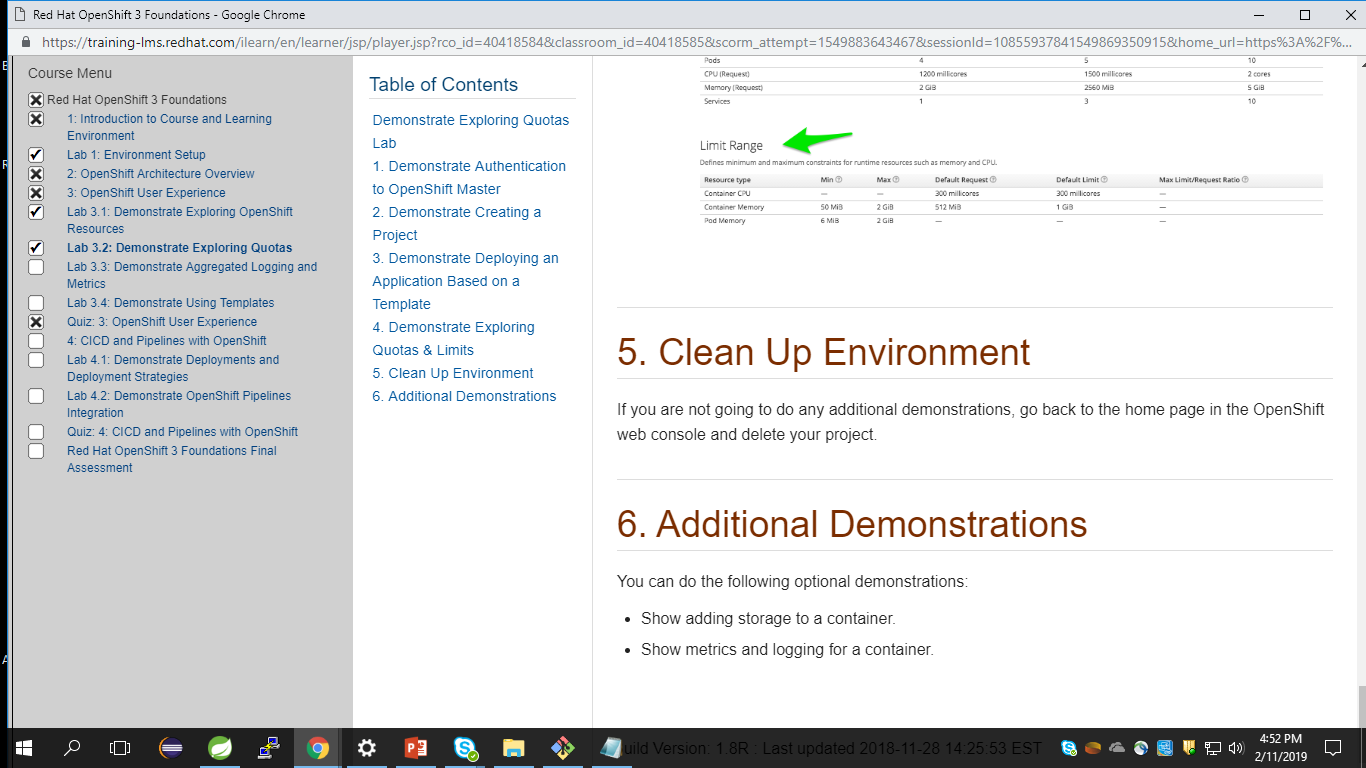 Red Hat OpenShift 3 Foundations - Google Chrome
https://training-lms.redhat.com/ilearn/en/learner/jsp/player.jsp?rco_id=40418584&classroom_id=40418585&scorm_attempt=1549883643467&sessionId=10855937841549869350915&home_url=https%3A%2F%...
Course Menu
Red Hat OpenShift 3 Foundations
1: Introduction to Course and Learning
Environment
Lab 1: Environment Setup
2: OpenShift Architecture Overview
3: OpenShift User Experience
Lab 3.1: Demonstrate Exploring OpenShift
Resources
Lab 3.2: Demonstrate Exploring Quotas
Lab 3.3: Demonstrate Aggregated Logging and
Metrics
Lab 3.4: Demonstrate Using Templates
Quiz: 3: OpenShift User Experience
4: CICD and Pipelines with OpenShift
Lab 4.1: Demonstrate Deployments and
Deployment Strategies
Lab 4.2: Demonstrate OpenShift Pipelines
Integration
Quiz: 4: CICD and Pipelines with OpenShift
Red Hat OpenShift 3 Foundations Final
Assessment
Table of Contents
Demonstrate Exploring Quotas
Lab
1. Demonstrate Authentication
to OpenShift Master
2. Demonstrate Creating a
Project
3. Demonstrate Deploying an
Application Based on a
Template
4. Demonstrate Exploring
Quotas & Limits
5. Clean Up Environment
6. Additional Demonstrations
Pods 4 5 10
CPU (Request) 1200 millicores 1500 millicores 2 cores
Memory (Request) 2 GiB 2560 MiB 5 GiB
Services 1 3 10
Limit Range
Defines minimum and maximum constraints for runtime resources such as memory and CPU.
Resource type Min Max Default Request Default Limit Max Limit/Request Ratio
Container CPU — — 300 millicores 300 millicores —
Container Memory 50 MiB 2 GiB 512 MiB 1 GiB —
Pod Memory 6 MiB 2 GiB — — —
5. Clean Up Environment
If you are not going to do any additional demonstrations, go back to the home page in the OpenShift
web console and delete your project.
6. Additional Demonstrations
You can do the following optional demonstrations:
• Show adding storage to a container.
• Show metrics and logging for a container.
uild Version: 1.8R : Last updated 2018-11-28 14:25:53 EST
4:52 PM
2/11/2019